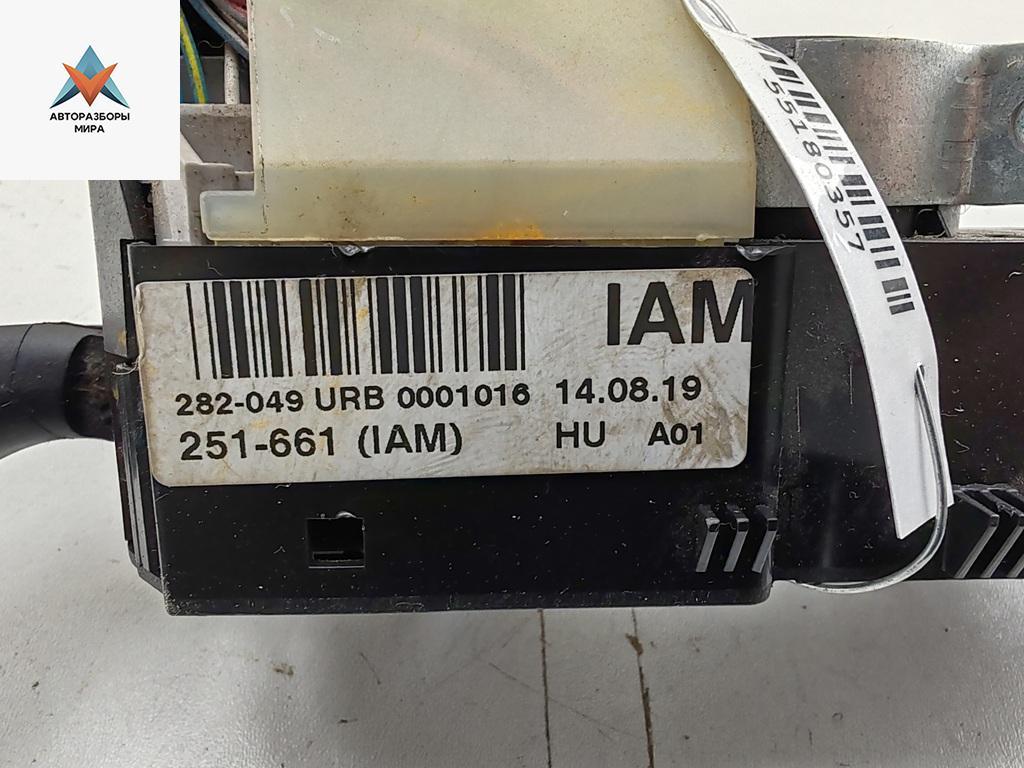 АВТОРАЗБОРЫ
МИРА
55180357
IAM
282-049 URB 0001016 14.08.19
251-661 (IAM) HU A01